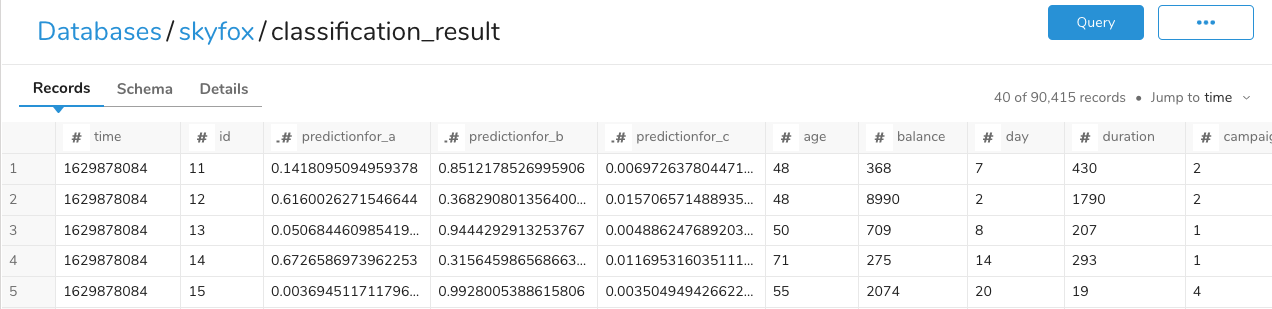 Databases / skyfox / classification_result
Query
•••
Records Schema Details
40 of 90,415 records • Jump to time
# time # id .# predictionfor_a .# predictionfor_b .# predictionfor_c # age # balance # day # duration # campaig
1 1629878084 11 0.1418095094959378 0.8512178526995906 0.006972637804471... 48 368 7 430 2
2 1629878084 12 0.6160026271546644 0.368290801356400... 0.015706571488935... 48 8990 2 1790 2
3 1629878084 13 0.050684460985419... 0.9444292913253767 0.004886247689203... 50 709 8 207 1
4 1629878084 14 0.6726586973962253 0.315645986568663... 0.011695316035111... 71 275 14 293 1
5 1629878084 15 0.003694511711796... 0.9928005388615806 0.003504949426622... 55 2074 20 19 4